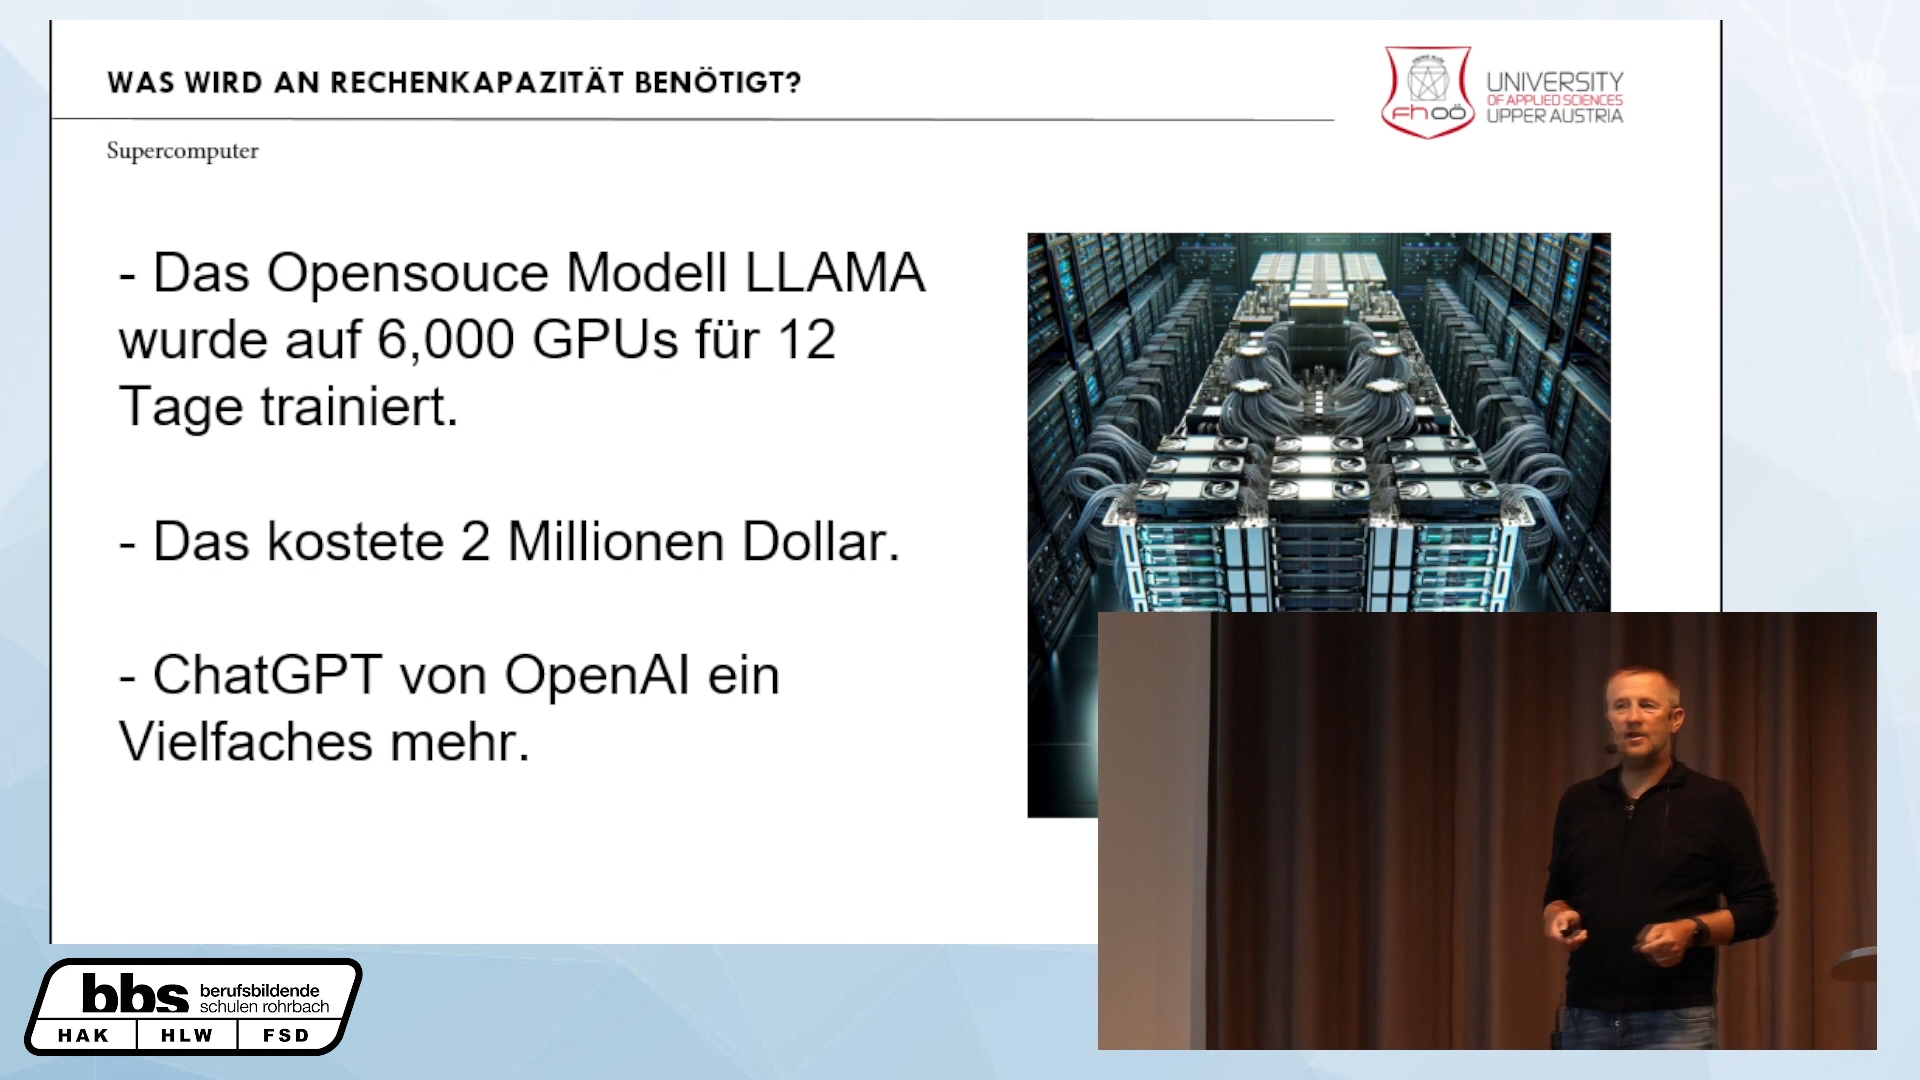 WAS WIRD AN RECHENKAPAZITÄT BENÖTIGT?
UNIVERSITY
OF APPLIED SCIENCES
UPPER AUSTRIA
fh oö
Supercomputer
- Das Opensouce Modell LLAMA
wurde auf 6,000 GPUs für 12
Tage trainiert.
- Das kostete 2 Millionen Dollar.
- ChatGPT von OpenAI ein
Vielfaches mehr.
bbs berufsbildende
schulen rohrbach
HAK HLW FSD